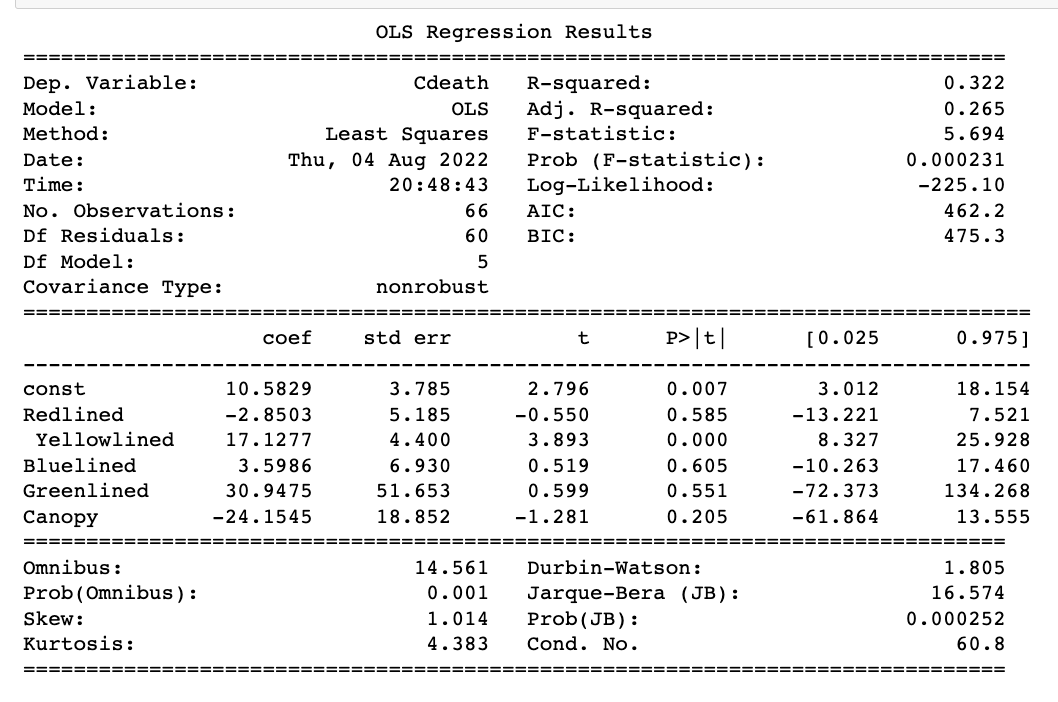 OLS Regression Results
==============================================================================
Dep. Variable: Cdeath R-squared: 0.322
Model: OLS Adj. R-squared: 0.265
Method: Least Squares F-statistic: 5.694
Date: Thu, 04 Aug 2022 Prob (F-statistic): 0.000231
Time: 20:48:43 Log-Likelihood: -225.10
No. Observations: 66 AIC: 462.2
Df Residuals: 60 BIC: 475.3
Df Model: 5
Covariance Type: nonrobust
================================================================================
coef std err t P>|t| [0.025 0.975]
--------------------------------------------------------------------------------
const 10.5829 3.785 2.796 0.007 3.012 18.154
Redlined -2.8503 5.185 -0.550 0.585 -13.221 7.521
Yellowlined 17.1277 4.400 3.893 0.000 8.327 25.928
Bluelined 3.5986 6.930 0.519 0.605 -10.263 17.460
Greenlined 30.9475 51.653 0.599 0.551 -72.373 134.268
Canopy -24.1545 18.852 -1.281 0.205 -61.864 13.555
==============================================================================
Omnibus: 14.561 Durbin-Watson: 1.805
Prob(Omnibus): 0.001 Jarque-Bera (JB): 16.574
Skew: 1.014 Prob(JB): 0.000252
Kurtosis: 4.383 Cond. No. 60.8
==============================================================================